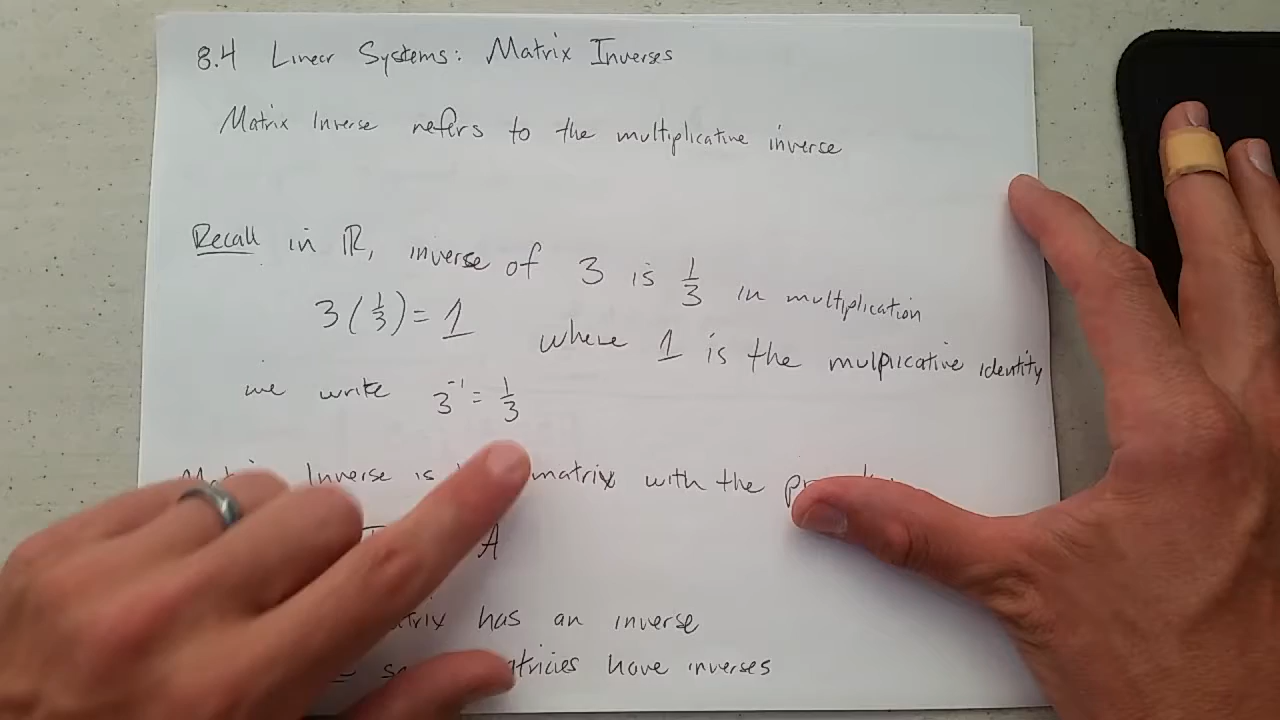 8.4 Linear Systems: Matrix Inverses
Matrix Inverse refers to the multiplicative inverse
Recall in ℝ, inverse of 3 is 1/3 in multiplication
3(1/3) = 1 where 1 is the mulplicative identity
we write 3⁻¹ = 1/3
Inverse is matrix with the
A
has an inverse
have inverses